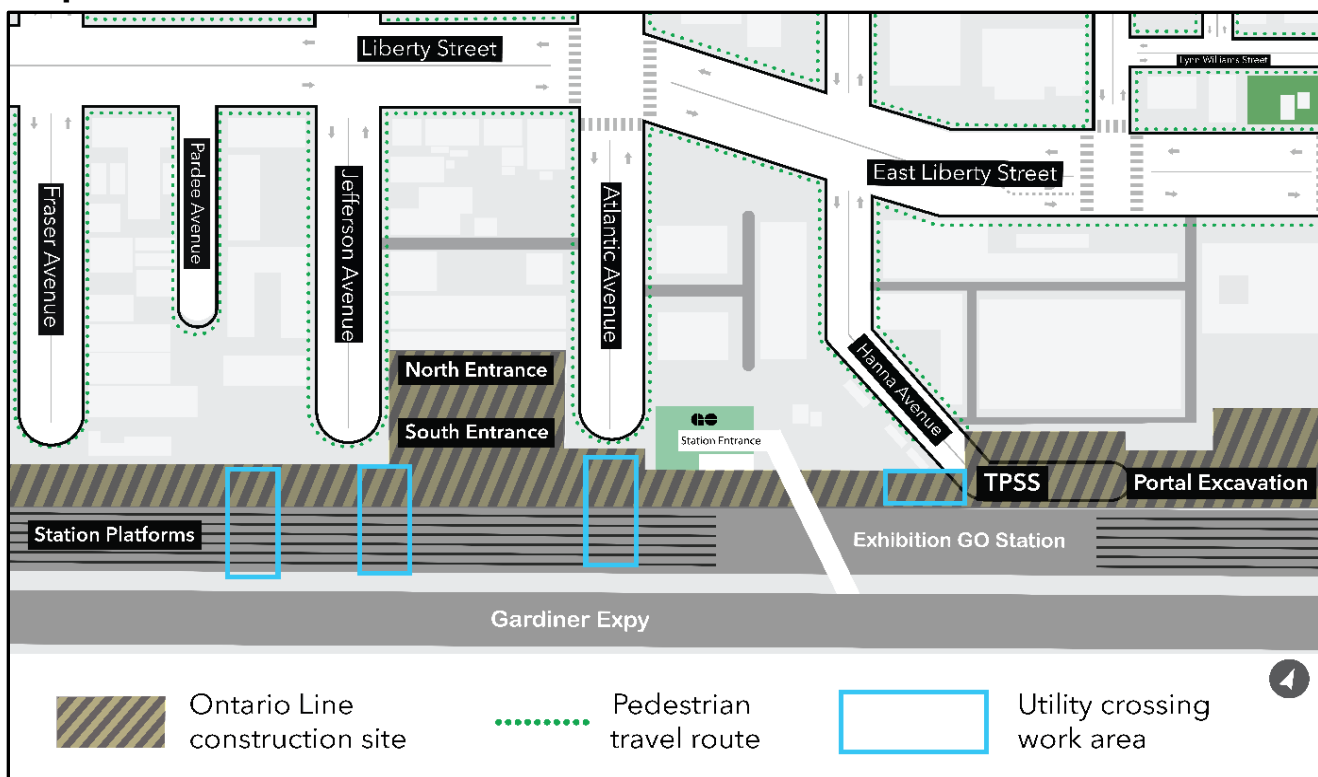 Liberty Street
Lynn Williams Street
Pardee Avenue
Fraser Avenue
Jefferson Avenue
Atlantic Avenue
East Liberty Street
Hanna Avenue
North Entrance
South Entrance
GO
Station Entrance
TPSS
Portal Excavation
Station Platforms
Exhibition GO Station
Gardiner Expy
Ontario Line
construction site
Pedestrian
travel route
Utility crossing
work area